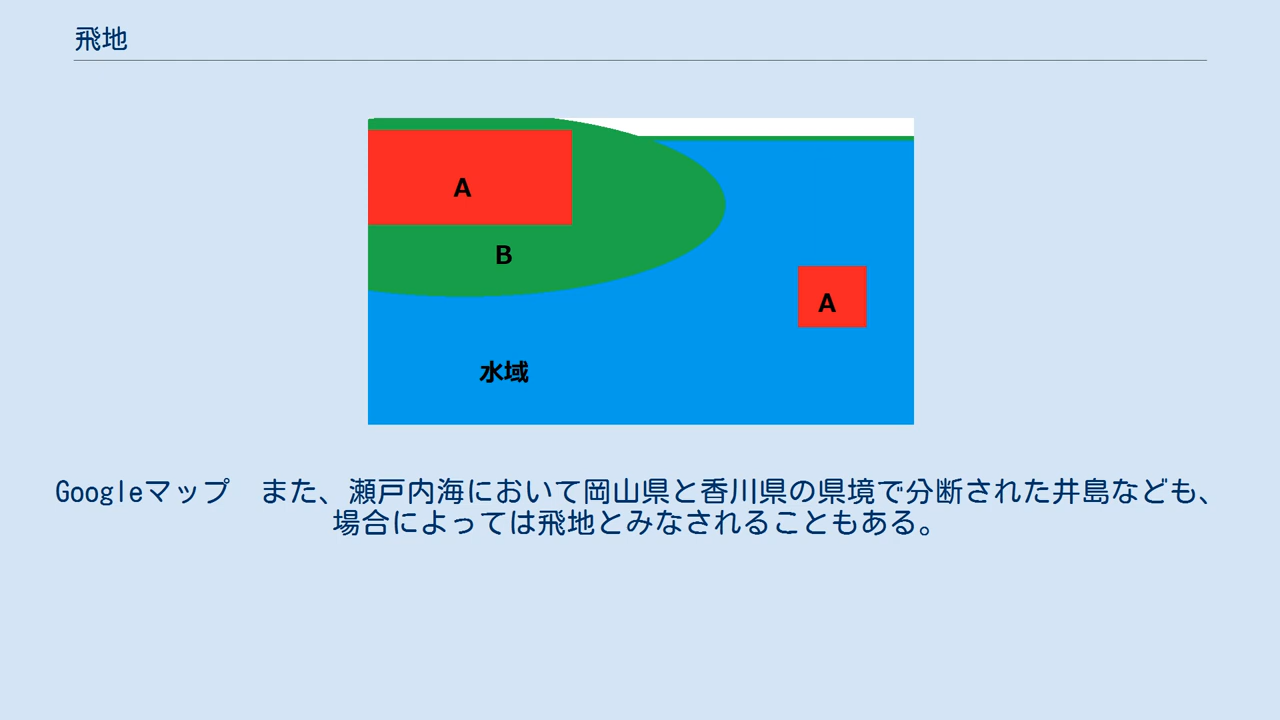 飛地
A
B
A
水域
Googleマップ　また、瀬戸内海において岡山県と香川県の県境で分断された井島なども、
場合によっては飛地とみなされることもある。